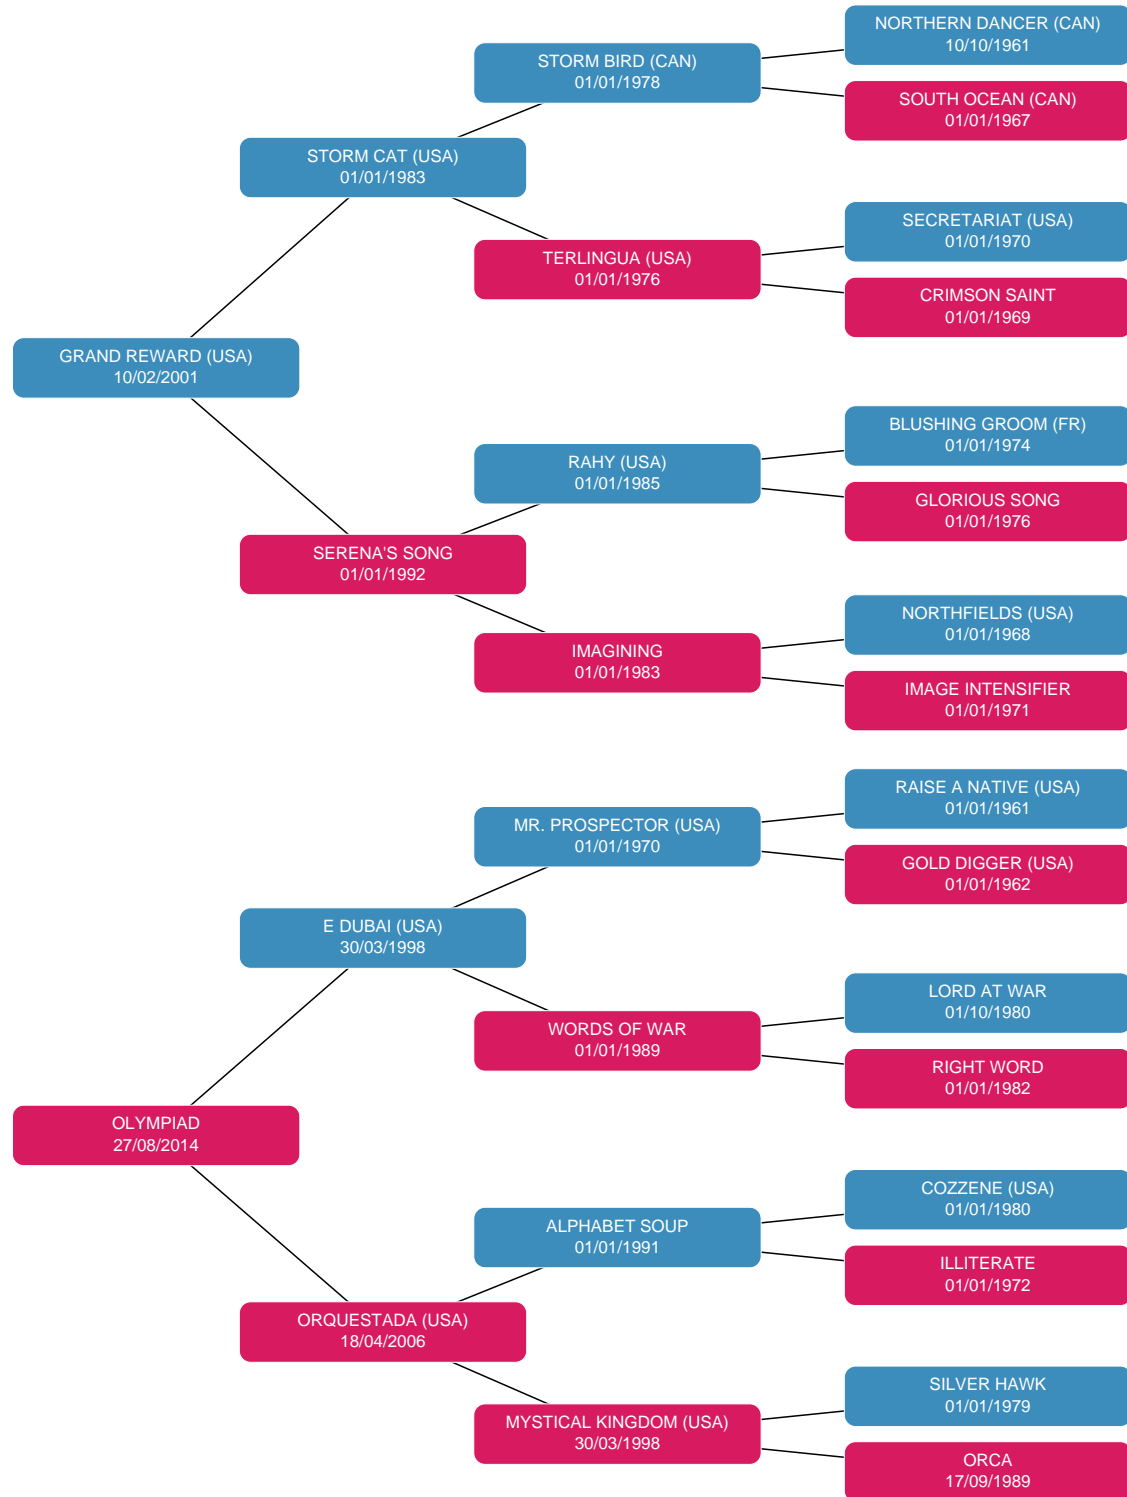 NORTHERN DANCER (CAN)
10/10/1961
STORM BIRD (CAN)
01/01/1978
SOUTH OCEAN (CAN)
01/01/1967
STORM CAT (USA)
01/01/1983
SECRETARIAT (USA)
01/01/1970
TERLINGUA (USA)
01/01/1976
CRIMSON SAINT
01/01/1969
GRAND REWARD (USA)
10/02/2001
BLUSHING GROOM (FR)
01/01/1974
RAHY (USA)
01/01/1985
GLORIOUS SONG
01/01/1976
SERENA'S SONG
01/01/1992
NORTHFIELDS (USA)
01/01/1968
IMAGINING
01/01/1983
IMAGE INTENSIFIER
01/01/1971
RAISE A NATIVE (USA)
01/01/1961
MR. PROSPECTOR (USA)
01/01/1970
GOLD DIGGER (USA)
01/01/1962
E DUBAI (USA)
30/03/1998
LORD AT WAR
01/10/1980
WORDS OF WAR
01/01/1989
RIGHT WORD
01/01/1982
OLYMPIAD
27/08/2014
COZZENE (USA)
01/01/1980
ALPHABET SOUP
01/01/1991
ILLITERATE
01/01/1972
ORQUESTADA (USA)
18/04/2006
SILVER HAWK
01/01/1979
MYSTICAL KINGDOM (USA)
30/03/1998
ORCA
17/09/1989